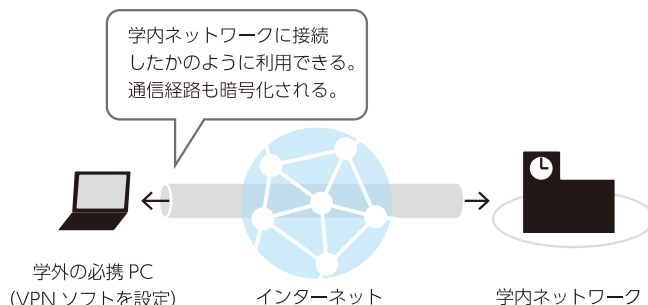 学内ネットワークに接続
したかのように利用できる。
通信経路も暗号化される。
学外の必携 PC
(VPN ソフトを設定)
インターネット
学内ネットワーク